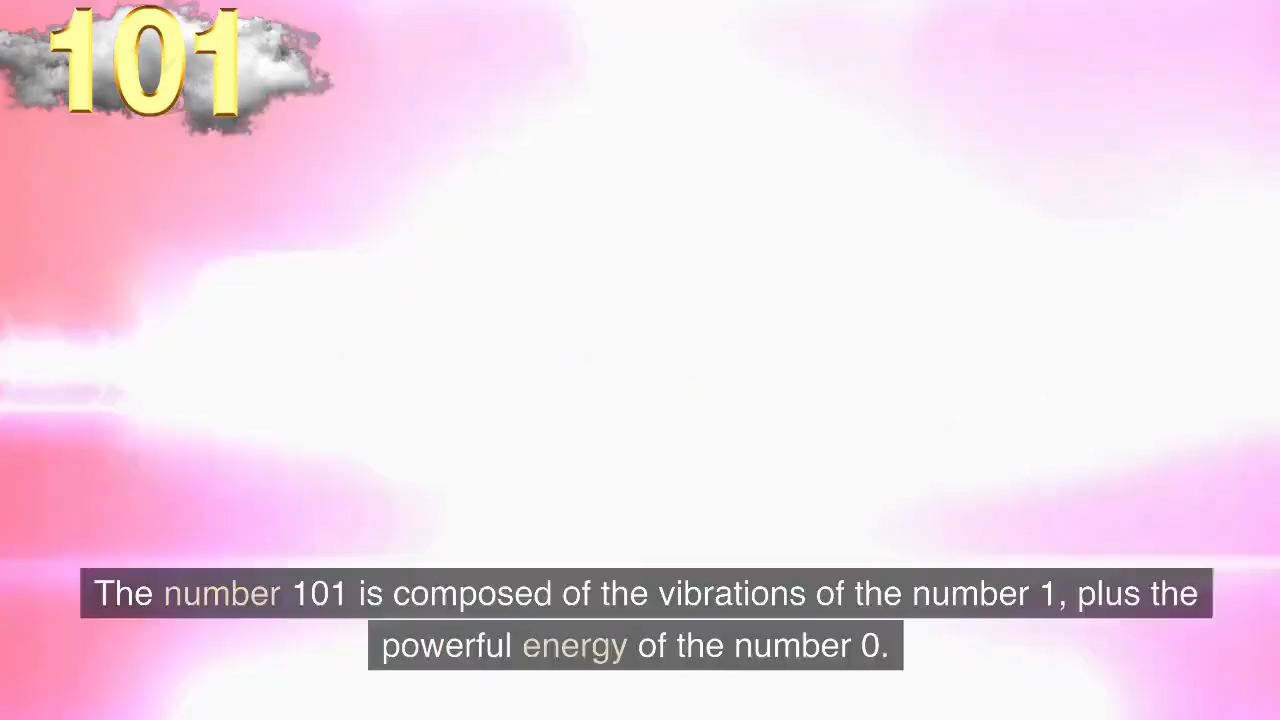 101
The number 101 is composed of the vibrations of the number 1, plus the
powerful energy of the number 0.